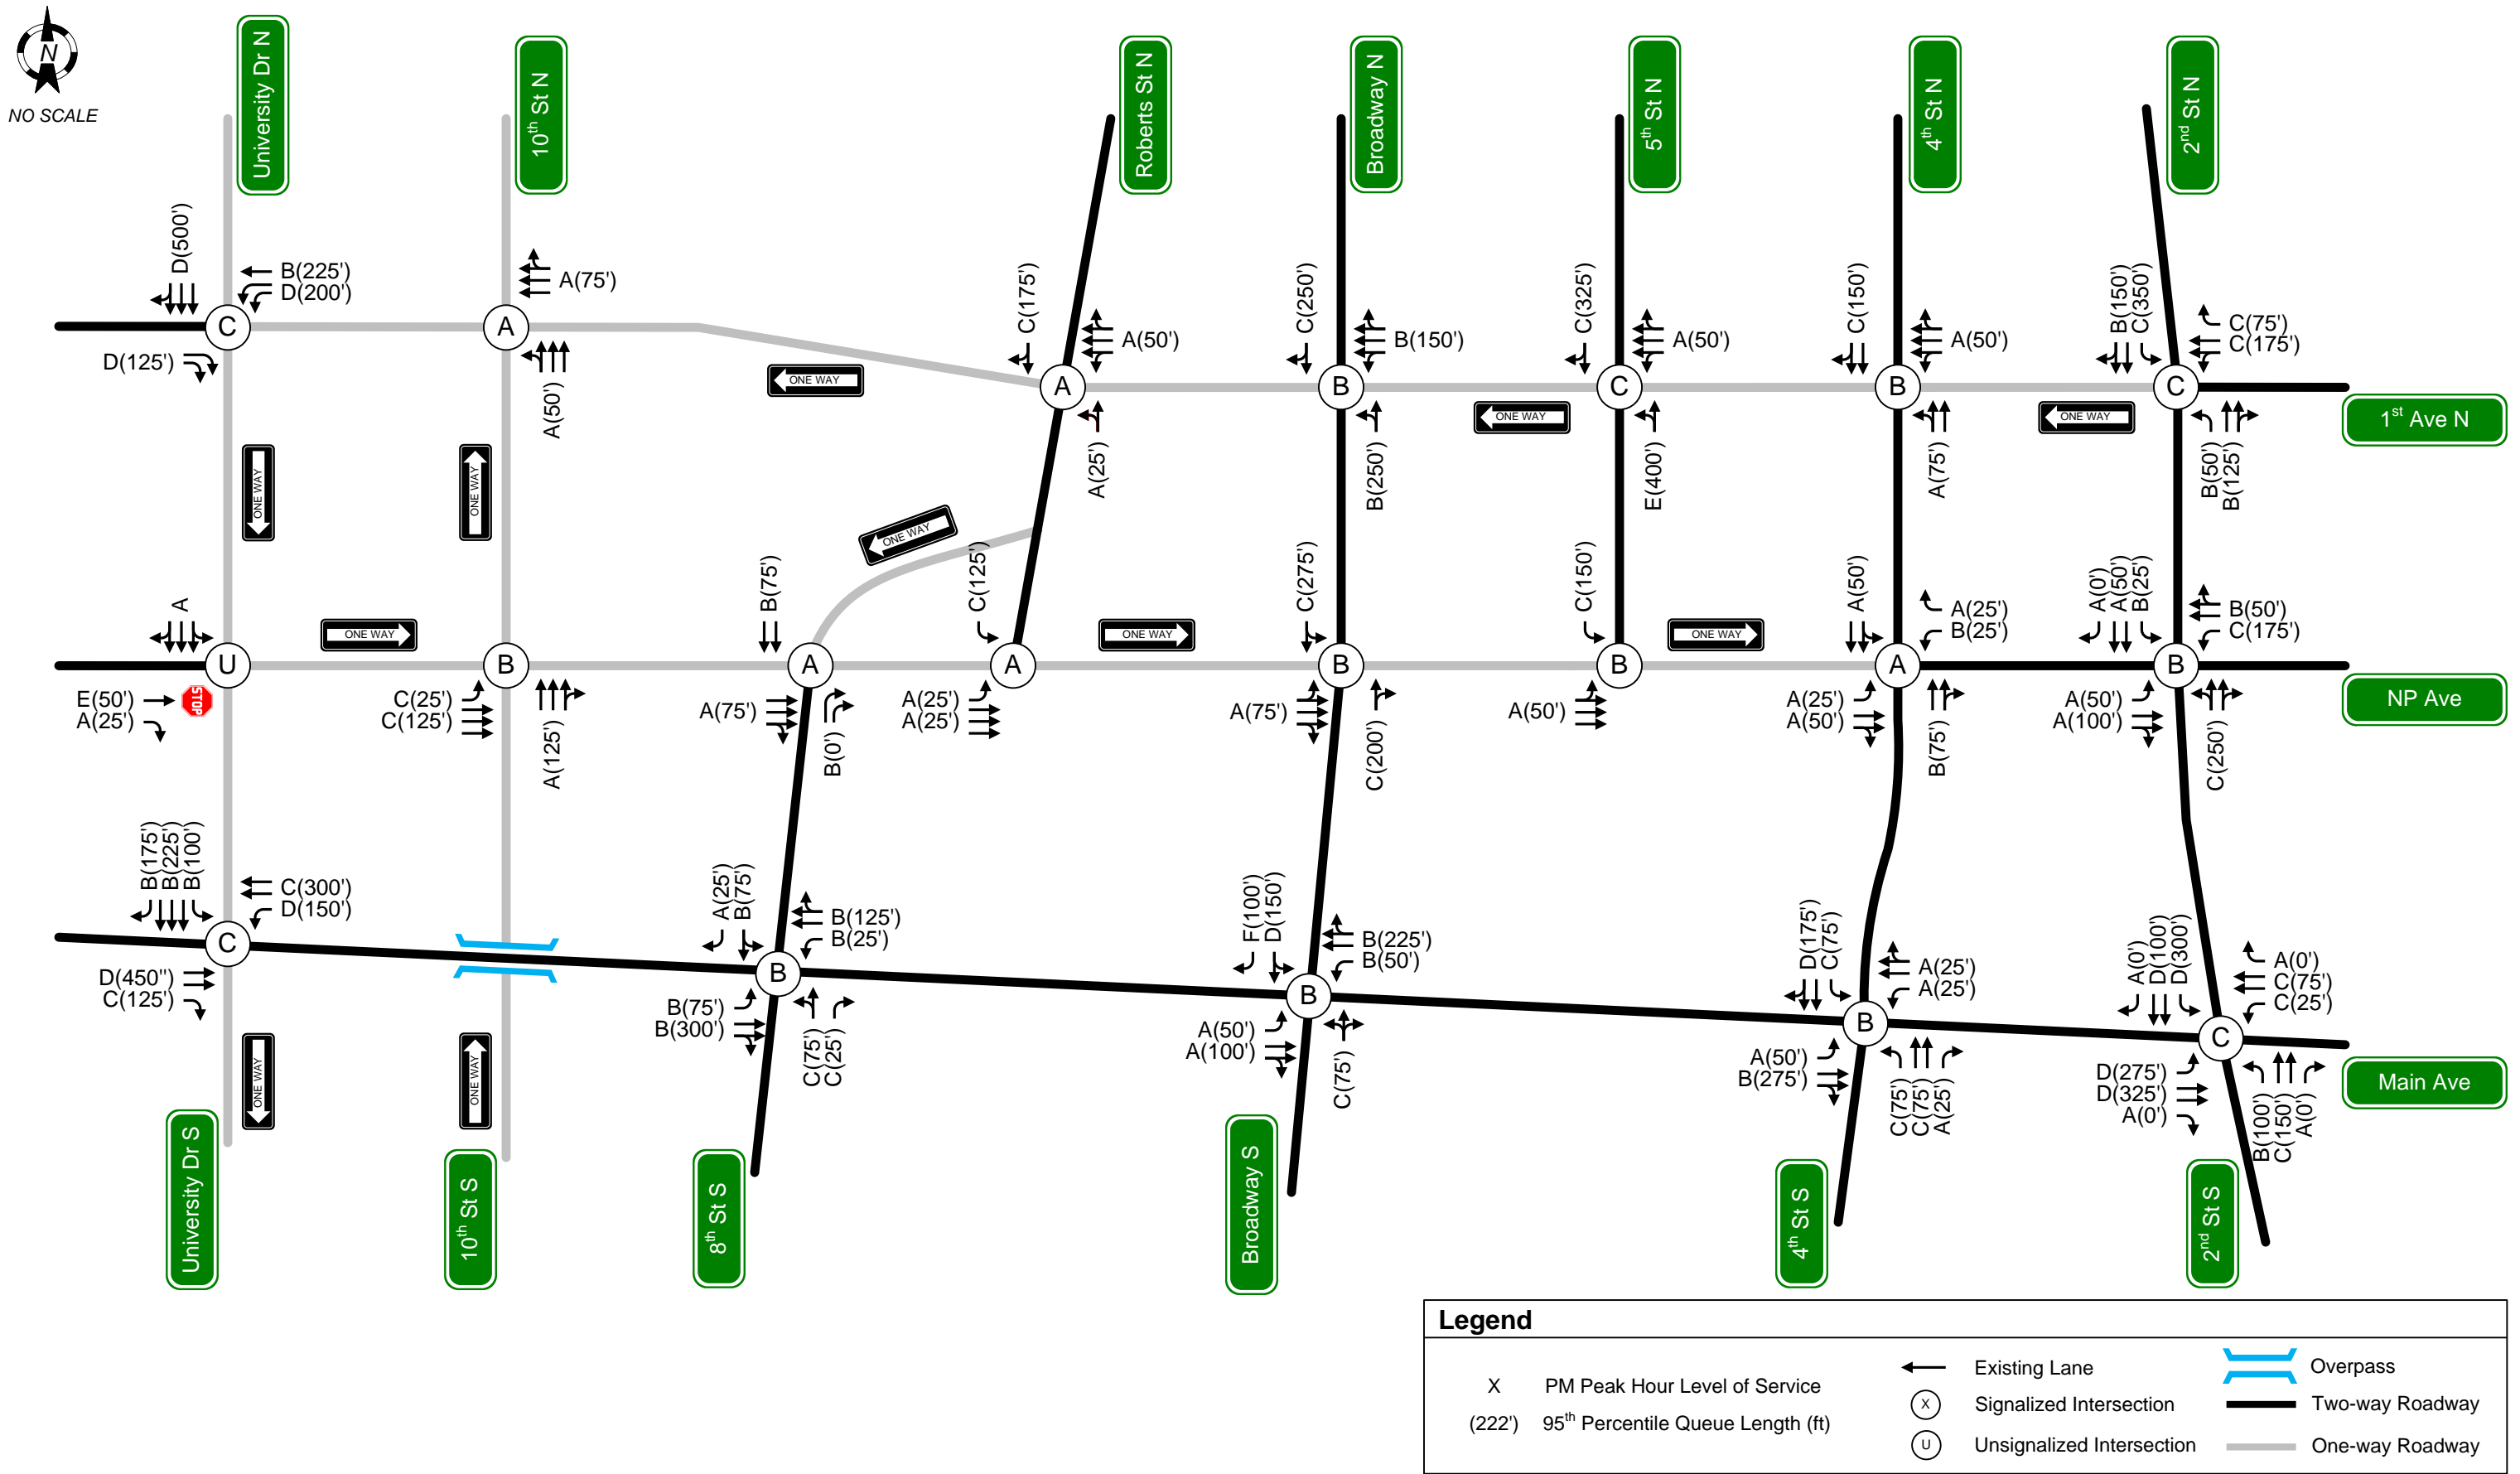 N
NO SCALE
University Dr N
10th St N
Roberts St N
Broadway N
5th St N
4th St N
2nd St N
D(500')
B(225')
D(200')
C
D(125')
A(75')
A
A(50')
C(175')
A(50')
A
A(25')
C(250')
B(150')
B
B(250')
C(325')
A(50')
C
E(400')
C(150')
A(50')
B
A(75')
B(150')
C(350')
C(75')
C(175')
C
B(50')
B(125')
ONE WAY
ONE WAY
ONE WAY
1st Ave N
ONE WAY
ONE WAY
ONE WAY
A
U
E(50')
A(25')
STOP
ONE WAY
B
C(25')
C(125')
A(125')
B(75')
A
A(75')
B(0')
C(125')
A
A(25')
A(25')
ONE WAY
C(275')
B
A(75')
C(200')
C(150')
B
A(50')
ONE WAY
A(50')
A(25')
B(25')
A
A(25')
A(50')
B(75')
A(0')
A(50')
B(25')
B(50')
C(175')
B
A(50')
A(100')
C(250')
NP Ave
B(175')
B(225')
B(100')
C(300')
D(150')
C
D(450")
C(125')
A(25')
B(75')
B(125')
B(25')
B
B(75')
B(300')
C(75')
C(25')
F(100')
D(150')
B(225')
B(50')
B
A(50')
A(100')
C(75')
D(175')
C(75')
A(25')
A(25')
B
A(50')
B(275')
C(75')
C(75')
A(25')
A(0')
D(100')
D(300')
A(0')
C(75')
C(25')
C
D(275')
D(325')
A(0')
B(100')
C(150')
A(0')
Main Ave
ONE WAY
ONE WAY
University Dr S
10th St S
8th St S
Broadway S
4th St S
2nd St S
Legend
X PM Peak Hour Level of Service
(222') 95th Percentile Queue Length (ft)
Existing Lane
X Signalized Intersection
U Unsignalized Intersection
Overpass
Two-way Roadway
One-way Roadway